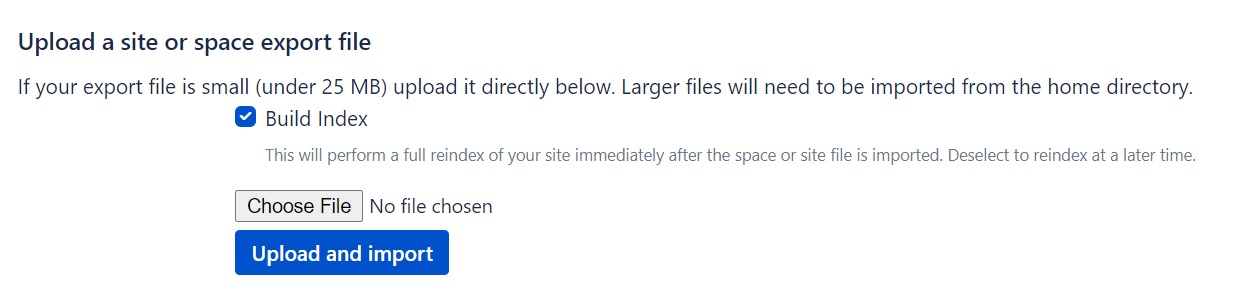 Upload a site or space export file
If your export file is small (under 25 MB) upload it directly below. Larger files will need to be imported from the home directory.
Build Index
This will perform a full reindex of your site immediately after the space or site file is imported. Deselect to reindex at a later time.
Choose File No file chosen
Upload and import